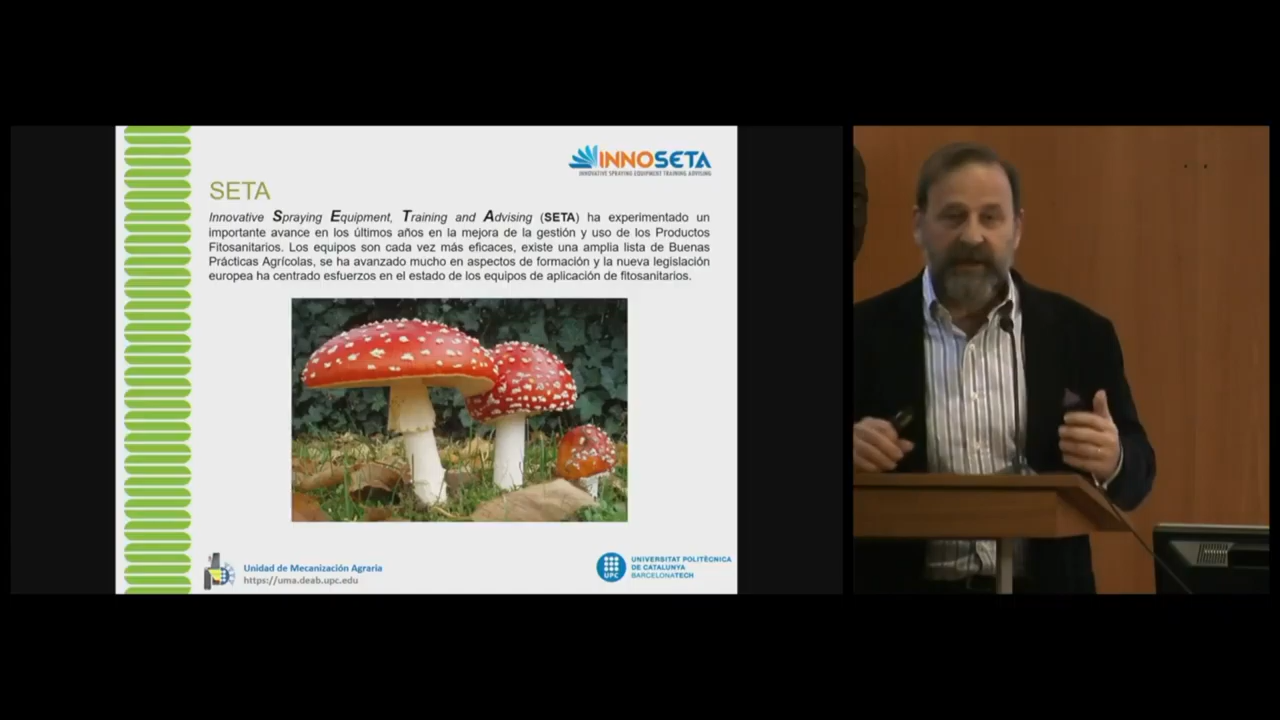 INNOSETA
INNOVATIVE SPRAYING EQUIPMENT TRAINING ADVISING
SETA
Innovative Spraying Equipment, Training and Advising (SETA) ha experimentado un
importante avance en los últimos años en la mejora de la gestión y uso de los Productos
Fitosanitarios. Los equipos son cada vez más eficaces, existe una amplia lista de Buenas
Prácticas Agrícolas, se ha avanzado mucho en aspectos de formación y la nueva legislación
europea ha centrado esfuerzos en el estado de los equipos de aplicación de fitosanitarios.
Unidad de Mecanización Agraria
https://uma.deab.upc.edu
UPC
UNIVERSITAT POLITÈCNICA
DE CATALUNYA
BARCELONATECH